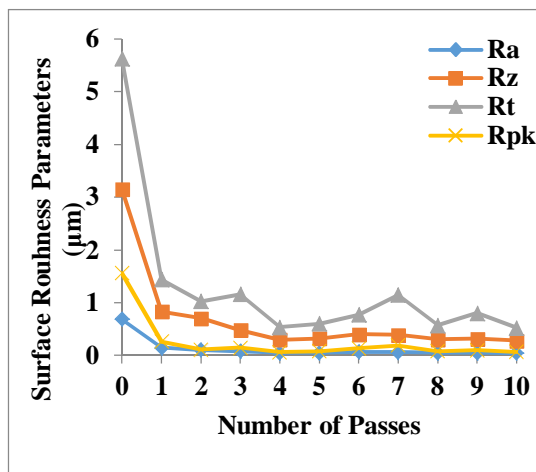 Surface Rouhness Parameters
(µm)
6
5
4
3
2
1
0
0 1 2 3 4 5 6 7 8 9 10
Number of Passes
Ra
Rz
Rt
Rpk